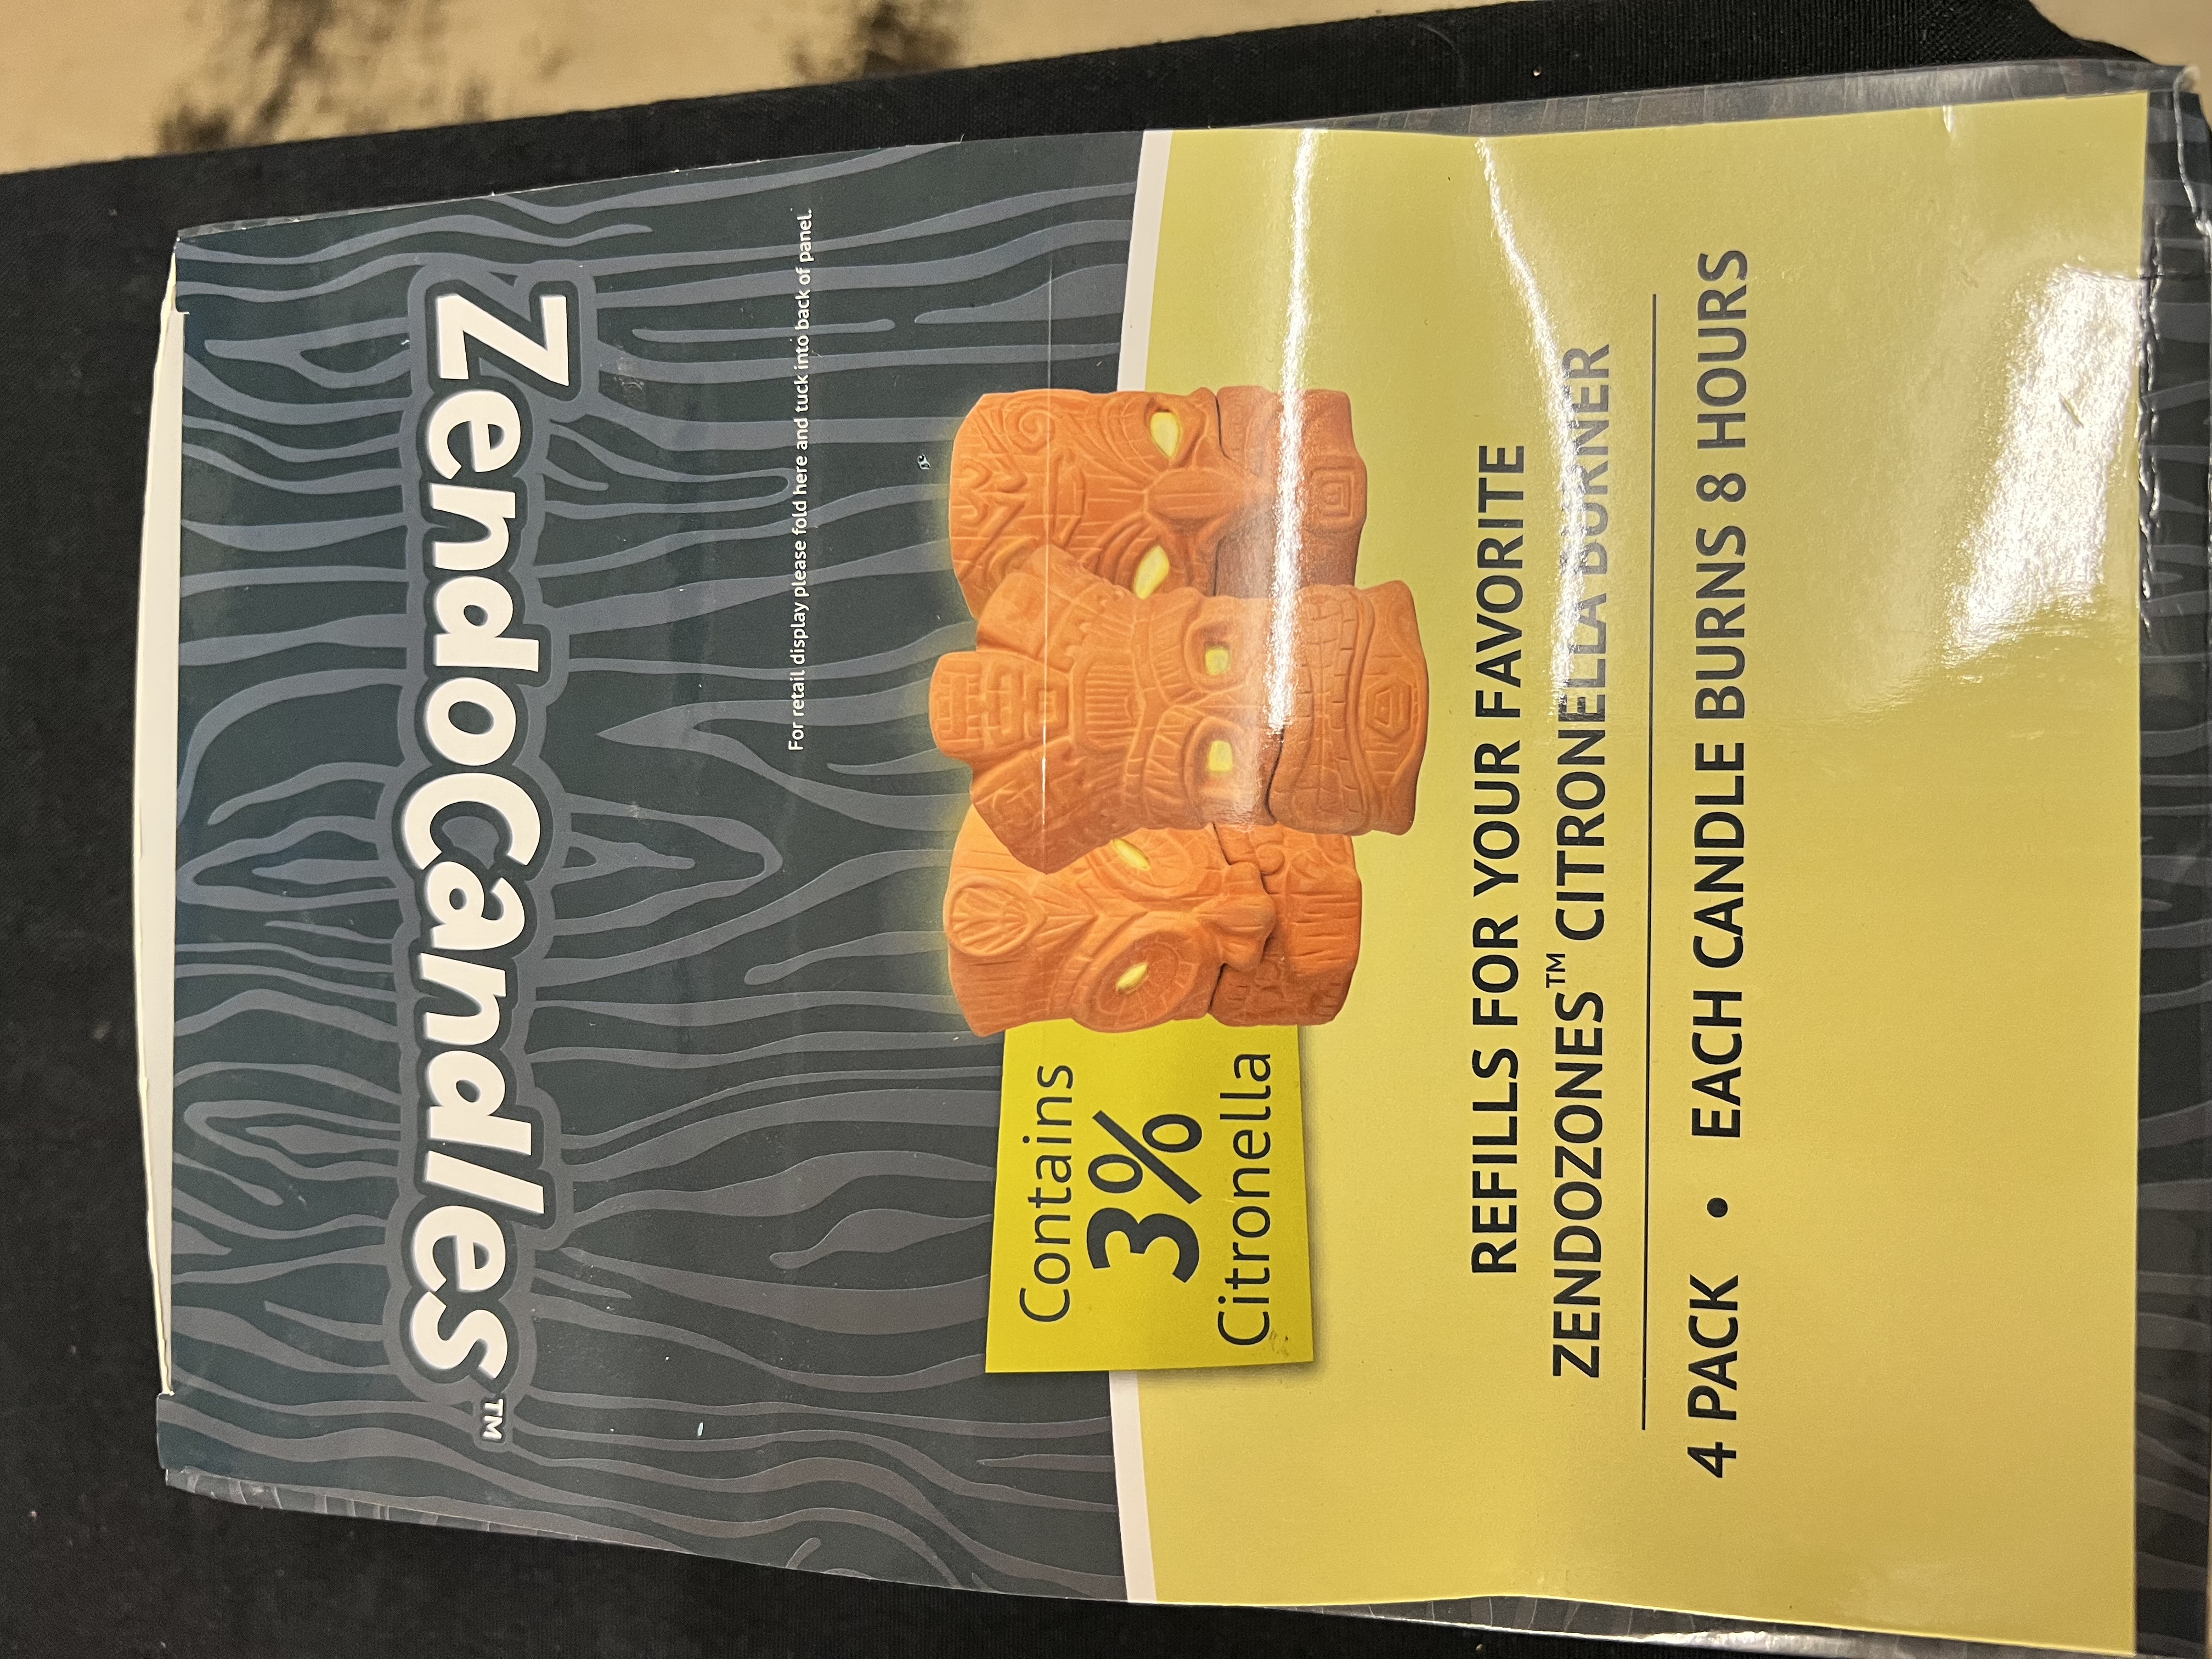 ZendoCandles™
For retail display please fold here and tuck into back of panel.
Contains
3%
Citronella
REFILLS FOR YOUR FAVORITE
ZENDOZONES™ CITRONELLA BURNER
4 PACK • EACH CANDLE BURNS 8 HOURS